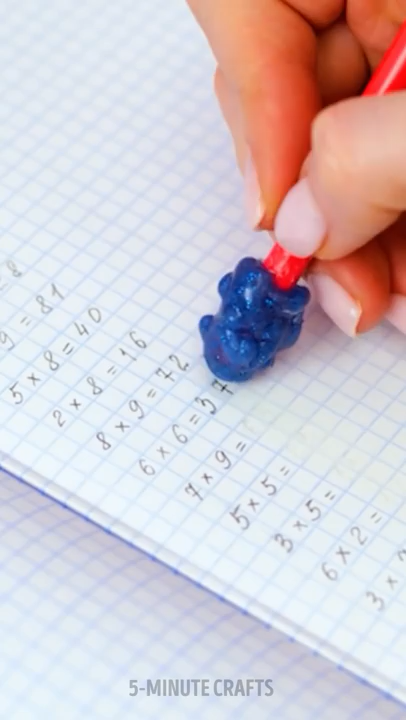 9 = 81
5 × 8 = 40
2 × 8 = 16
8 × 9 = 72
6 × 6 = 37
7 × 9 =
5 × 5 =
3 × 5 =
6 × 2 =
3 ×
5-MINUTE CRAFTS